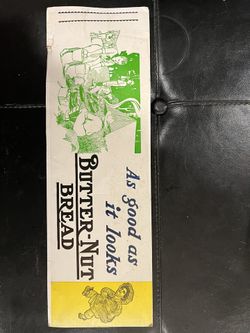 As good as
it looks
BUTTER-NUT
BREAD